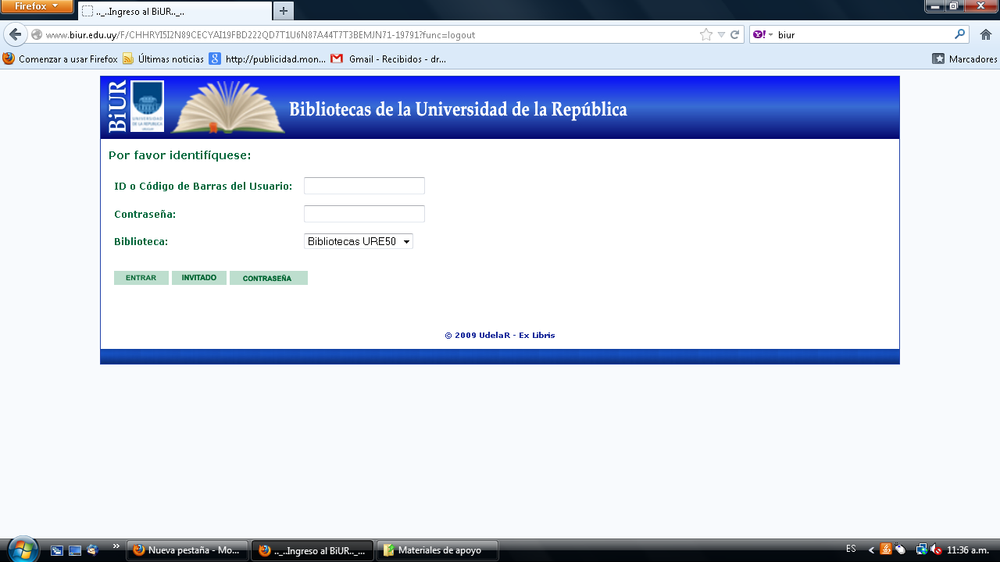 Firefox
.._..Ingreso al BiUR.._..
www.biur.edu.uy/F/CHHRTI5I2N89CECYUI19FBD222QD7T1U6N87A44T7T3BEMJN71-19791?func=logout
biur
Comenzar a usar Firefox
Últimas noticias
http://publicidad.mon...
Gmail - Recibidos - dr...
Marcadores
BiUR
UNIVERSIDAD
DE LA REPUBLICA
URUGUAY
Bibliotecas de la Universidad de la República
Por favor identifíquese:
ID o Código de Barras del Usuario:
Contraseña:
Biblioteca:
Bibliotecas URE50
ENTRAR
INVITADO
CONTRASEÑA
© 2009 UdelaR - Ex Libris
Nueva pestaña - Mo...
.._..Ingreso al BiUR.._...
Materiales de apoyo
ES
11:36 a.m.